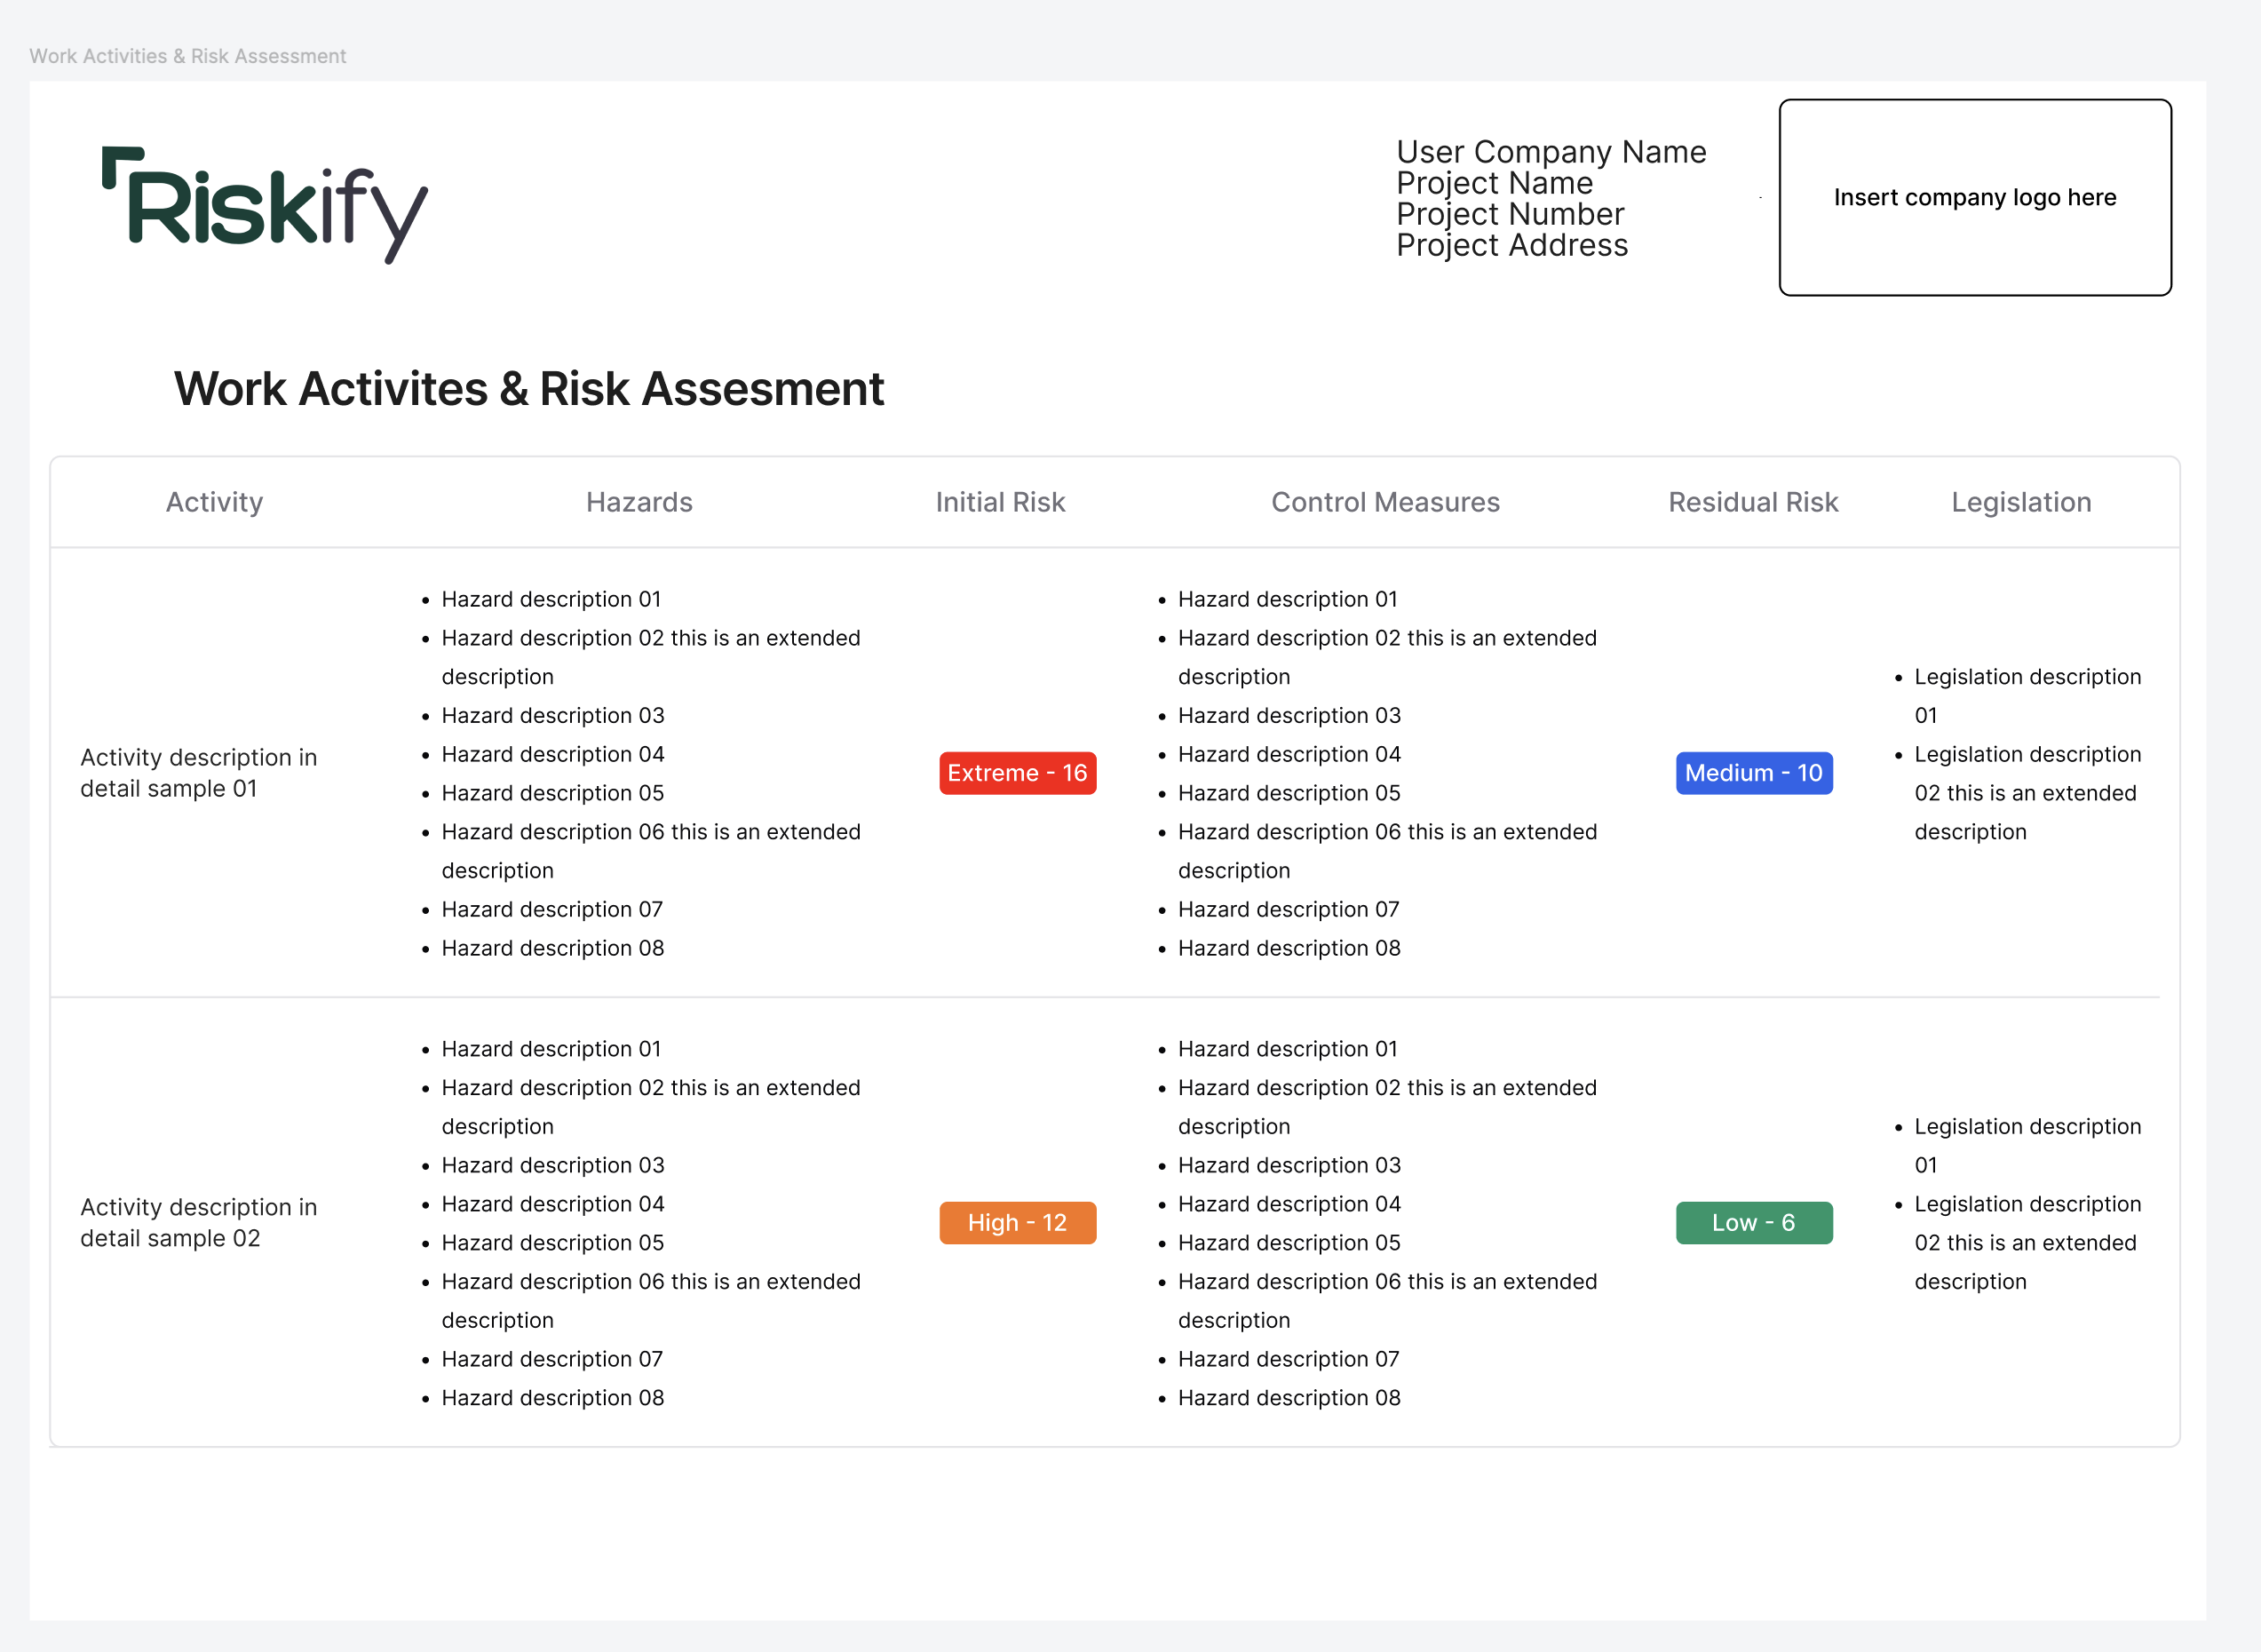 Work Activities & Risk Assessment
Riskify
User Company Name
Project Name
Project Number
Project Address
Insert company logo here
Work Activites & Risk Assesment
Activity
Hazards
Initial Risk
Control Measures
Residual Risk
Legislation
Activity description in
detail sample 01
• Hazard description 01
• Hazard description 02 this is an extended
description
• Hazard description 03
• Hazard description 04
• Hazard description 05
• Hazard description 06 this is an extended
description
• Hazard description 07
• Hazard description 08
Extreme - 16
• Hazard description 01
• Hazard description 02 this is an extended
description
• Hazard description 03
• Hazard description 04
• Hazard description 05
• Hazard description 06 this is an extended
description
• Hazard description 07
• Hazard description 08
Medium - 10
• Legislation description
01
• Legislation description
02 this is an extended
description
Activity description in
detail sample 02
• Hazard description 01
• Hazard description 02 this is an extended
description
• Hazard description 03
• Hazard description 04
• Hazard description 05
• Hazard description 06 this is an extended
description
• Hazard description 07
• Hazard description 08
High - 12
• Hazard description 01
• Hazard description 02 this is an extended
description
• Hazard description 03
• Hazard description 04
• Hazard description 05
• Hazard description 06 this is an extended
description
• Hazard description 07
• Hazard description 08
Low - 6
• Legislation description
01
• Legislation description
02 this is an extended
description